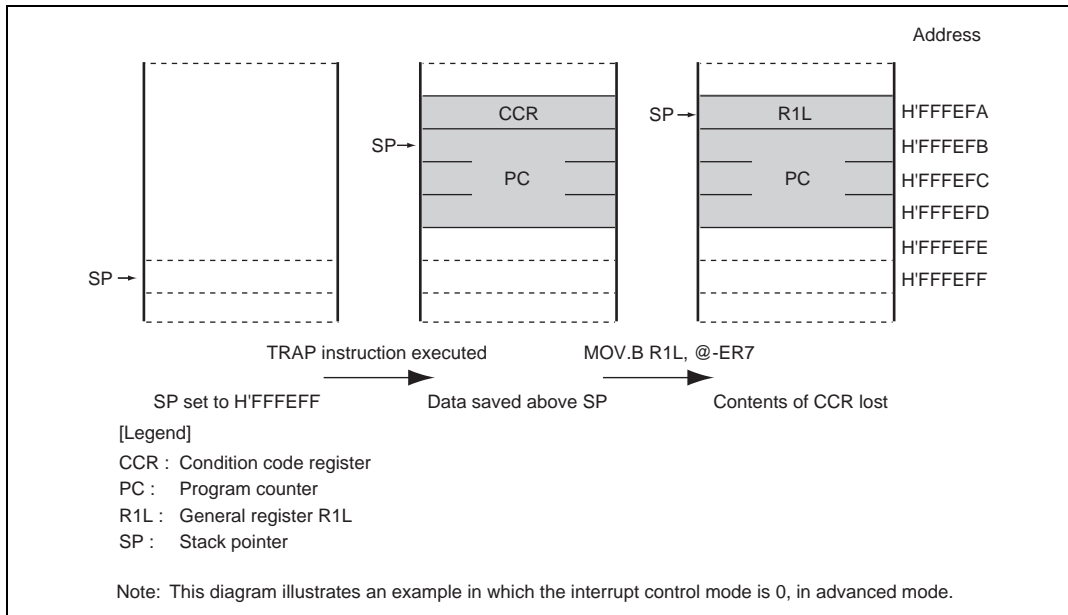 Address
SP
CCR
SP
PC
SP
R1L
PC
H'FFFEFA
H'FFFEFB
H'FFFEFC
H'FFFEFD
H'FFFEFE
H'FFFEFF
TRAP instruction executed
MOV.B R1L, @-ER7
SP set to H'FFFEFF
Data saved above SP
Contents of CCR lost
[Legend]
CCR : Condition code register
PC : Program counter
R1L : General register R1L
SP : Stack pointer
Note: This diagram illustrates an example in which the interrupt control mode is 0, in advanced mode.